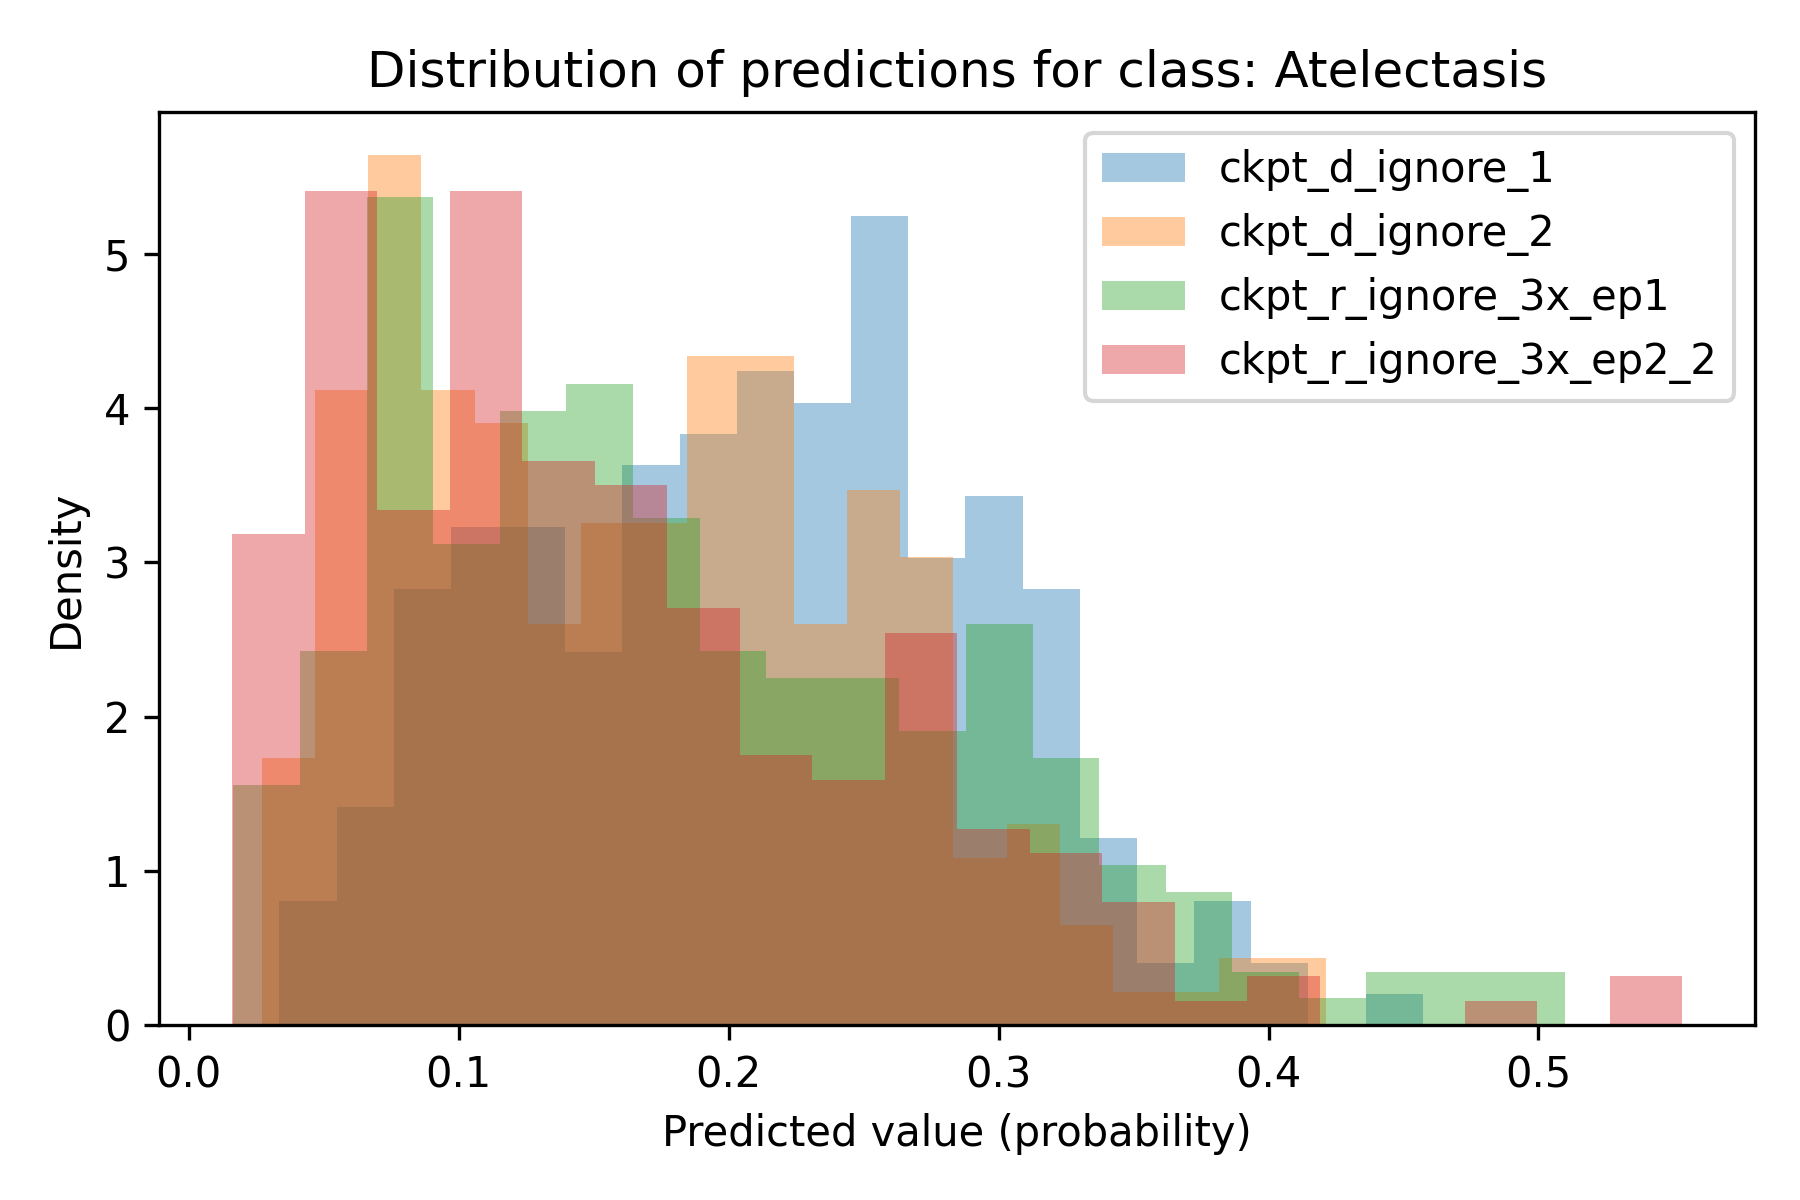 Distribution of predictions for class: Atelectasis
ckpt_d_ignore_1
ckpt_d_ignore_2
ckpt_r_ignore_3x_ep1
ckpt_r_ignore_3x_ep2_2
Density
5
4
3
2
1
0
0.0 0.1 0.2 0.3 0.4 0.5
Predicted value (probability)